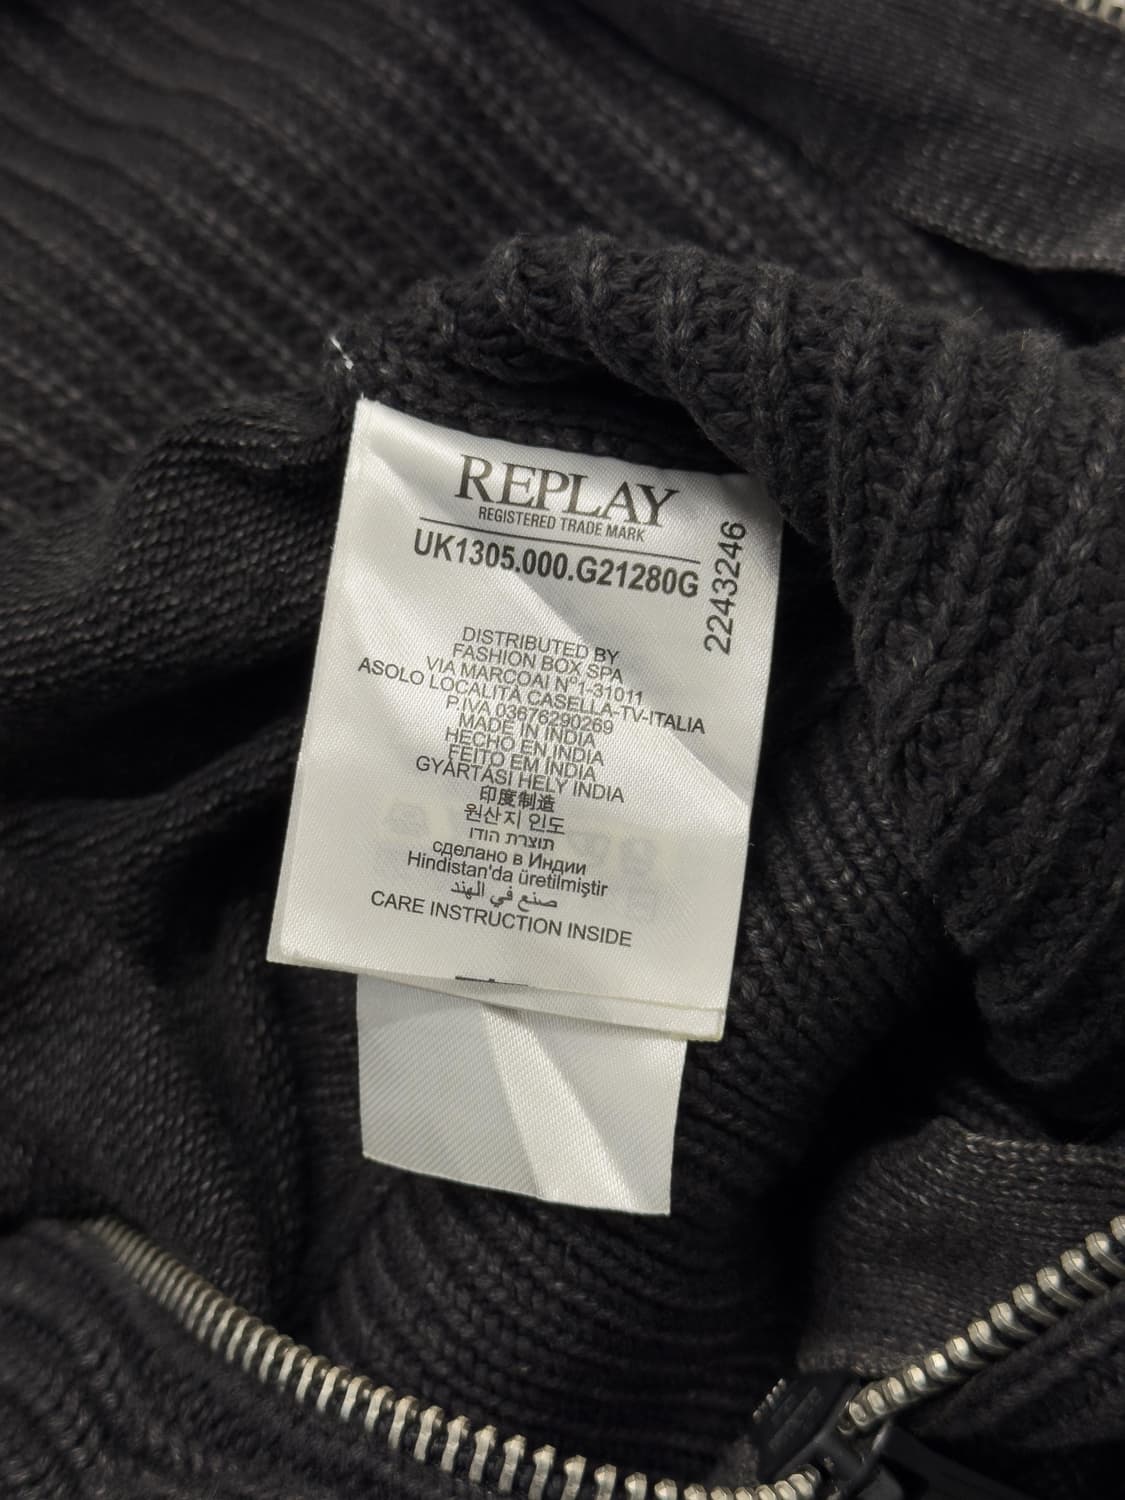 REPLAY
REGISTERED TRADE MARK
UK1305.000.G21280G
2243246
DISTRIBUTED BY
FASHION BOX SPA
VIA MARCOAI N°1-31011
ASOLO LOCALITÀ CASELLA-TV-ITALIA
P.IVA 03676290269
MADE IN INDIA
HECHO EN INDIA
FEITO EM INDIA
GYÁRTÁSI HELY INDIA
印度制造
원산지 인도
תוצרת הודו
сделано в Индии
Hindistan'da üretilmiştir
صنع في الهند
CARE INSTRUCTION INSIDE